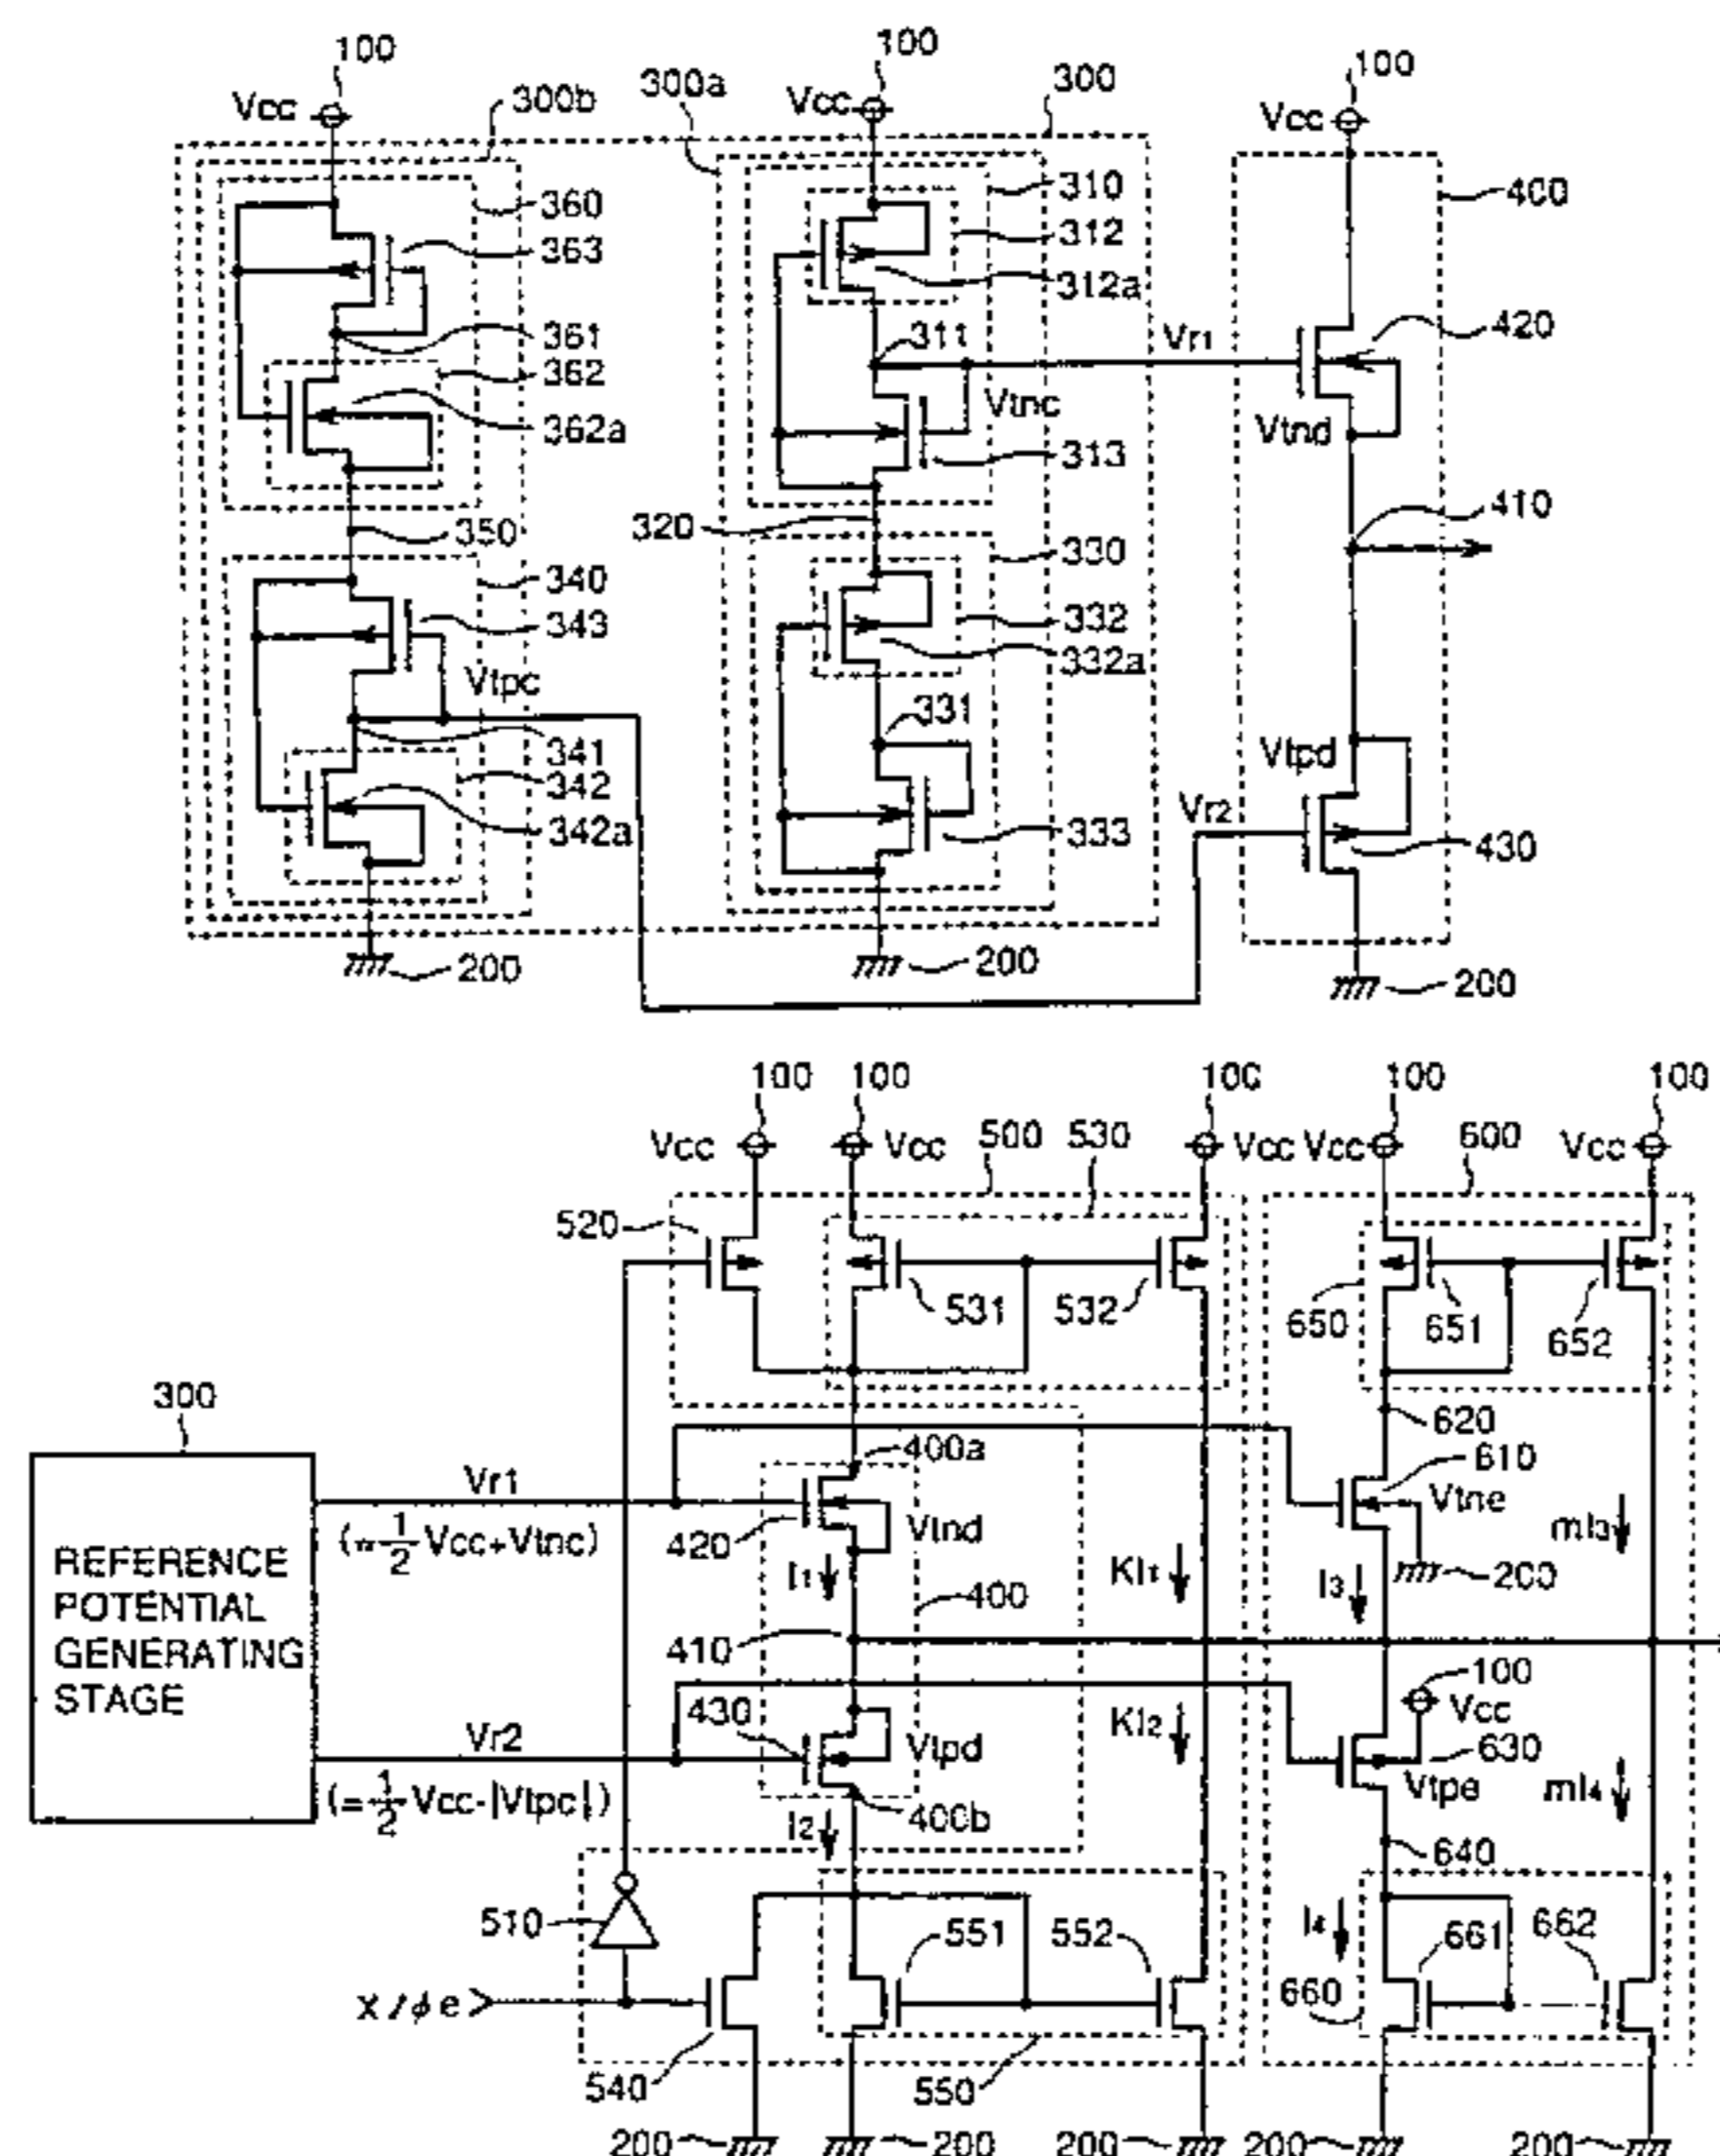 100
100
100
Vcc
300b
300a
Vcc
300
Vcc
360
310
400
363
312
312a
361
311
Vr1
420
362
Vtnc
362a
313
Vtnd
350
320
330
410
340
343
332
332a
Vtpc
331
Vtpd
341
342
Vr2
342a
333
430
200
200
200
100 100 100 100 100
Vcc Vcc 500 530 Vcc Vcc 600 Vcc
520
531 532 650 651 652
300
620
400a
Vr1
610
(=1/2 Vcc+Vtnc)
420 Vtnd
Vtne
mI3
REFERENCE
POTENTIAL
GENERATING
STAGE
I1
400
KI1
I3
200
410
100
Vcc
430
Vr2
Vtpd
KI2
630
Vtpe
mI4
(=1/2 Vcc-|Vtpc|)
I2
400b
640
510
551 552
I4
661 662
x/φe
660
540
550
200 200 200 200 200